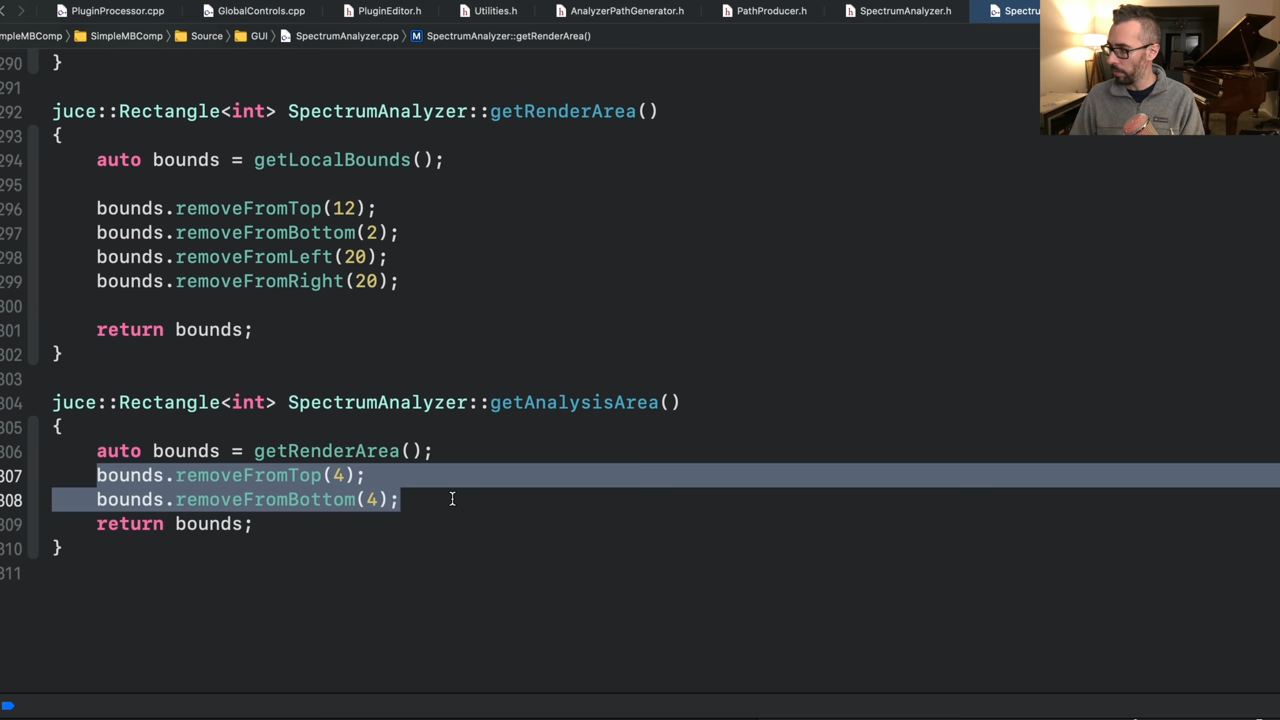 PluginProcessor.cpp GlobalControls.cpp PluginEditor.h Utilities.h AnalyzerPathGenerator.h PathProducer.h SpectrumAnalyzer.h Spectru
mpleMBComp SimpleMBComp Source GUI SpectrumAnalyzer.cpp M SpectrumAnalyzer::getRenderArea()
290 }
291
292 juce::Rectangle<int> SpectrumAnalyzer::getRenderArea()
293 {
294 auto bounds = getLocalBounds();
295
296 bounds.removeFromTop(12);
297 bounds.removeFromBottom(2);
298 bounds.removeFromLeft(20);
299 bounds.removeFromRight(20);
300
301 return bounds;
302 }
303
304 juce::Rectangle<int> SpectrumAnalyzer::getAnalysisArea()
305 {
306 auto bounds = getRenderArea();
307 bounds.removeFromTop(4);
308 bounds.removeFromBottom(4);
309 return bounds;
310 }
311